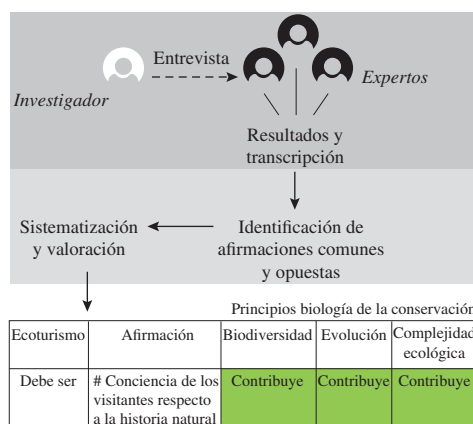 Entrevista
Investigador
Expertos
Resultados y
transcripción
Sistematización
y valoración
Identificación de
afirmaciones comunes
y opuestas
Principios biología de la conservación
Ecoturismo Afirmación Biodiversidad Evolución Complejidad
ecológica
Debe ser # Conciencia de los Contribuye Contribuye Contribuye
visitantes respecto
a la historia natural